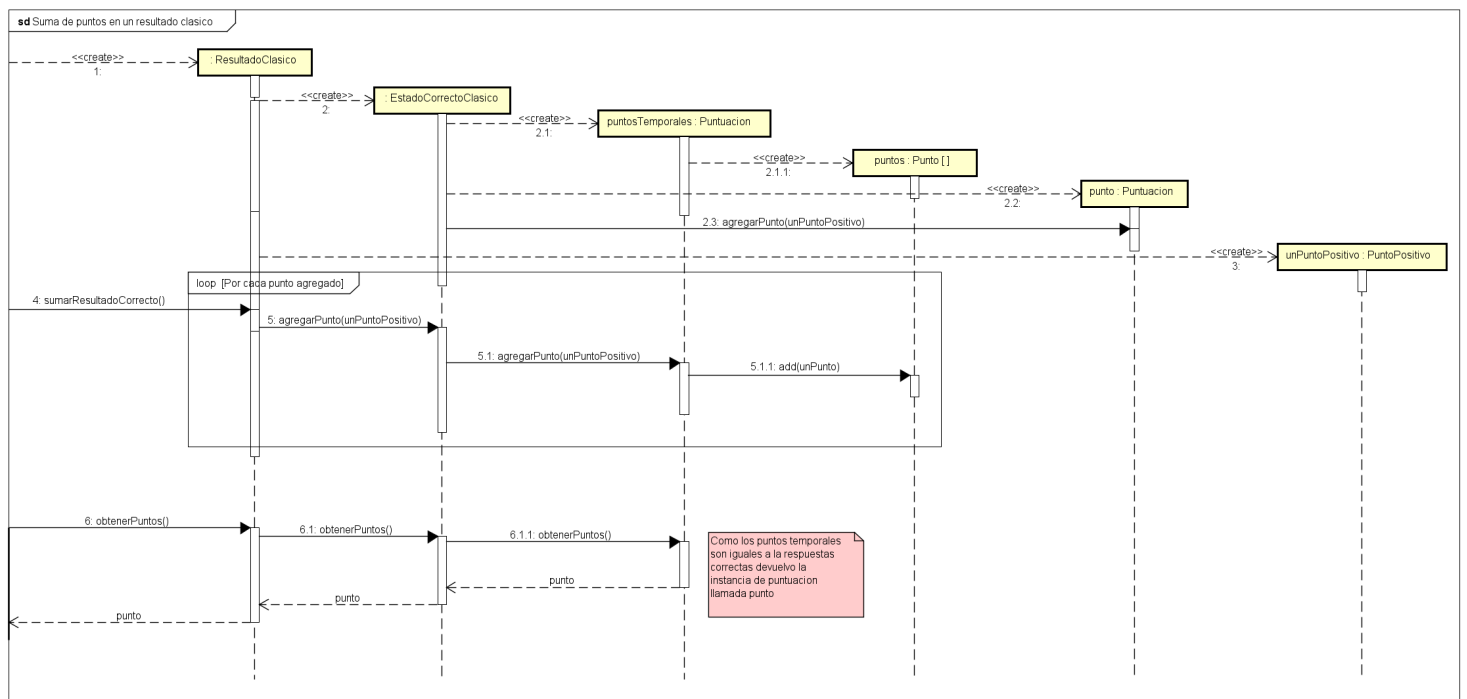 sd Suma de puntos en un resultado clasico
<<create>>
1:
: ResultadoClasico
<<create>>
2:
: EstadoCorrectoClasico
<<create>>
2.1:
puntosTemporales : Puntuacion
<<create>>
2.1.1:
puntos : Punto [ ]
<<create>>
2.2:
punto : Puntuacion
2.3: agregarPunto(unPuntoPositivo)
<<create>>
3:
unPuntoPositivo : PuntoPositivo
loop [Por cada punto agregado]
4: sumarResultadoCorrecto()
5: agregarPunto(unPuntoPositivo)
5.1: agregarPunto(unPuntoPositivo)
5.1.1: add(unPunto)
6: obtenerPuntos()
6.1: obtenerPuntos()
6.1.1: obtenerPuntos()
Como los puntos temporales
son iguales a la respuestas
correctas devuelvo la
instancia de puntuacion
llamada punto
punto
punto
punto